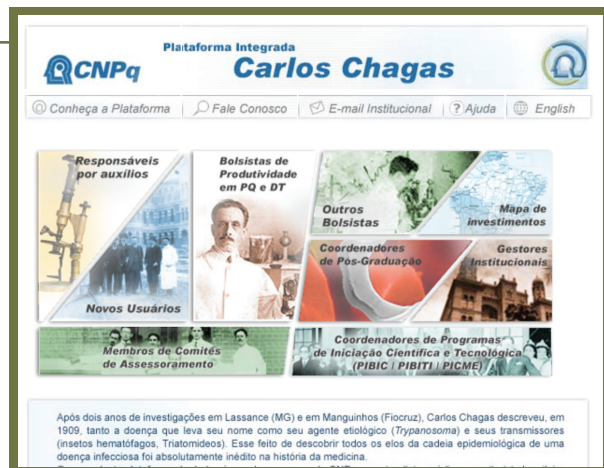 Plataforma Integrada
CNPq
Carlos Chagas
Conheça a Plataforma
Fale Conosco
E-mail Institucional
? Ajuda
English
Responsáveis
por auxílios
Bolsistas de
Produtividade
em PQ e DT
Outros
Bolsistas
Mapa de
investimentos
Coordenadores
de Pós-Graduação
Gestores
Institucionais
Novos Usuários
Membros de Comitês
de Assessoramento
Coordenadores de Programas
de Iniciação Científica e Tecnológica
(PIBIC | PIBITI | PICME)
Após dois anos de investigações em Lassance (MG) e em Manguinhos (Fiocruz), Carlos Chagas descreveu, em
1909, tanto a doença que leva seu nome como seu agente etiológico (Trypanosoma) e seus transmissores
(insetos hematófagos, Triatomideos). Esse feito de descobrir todos os elos da cadeia epidemiológica de uma
doença infecciosa foi absolutamente inédito na história da medicina.